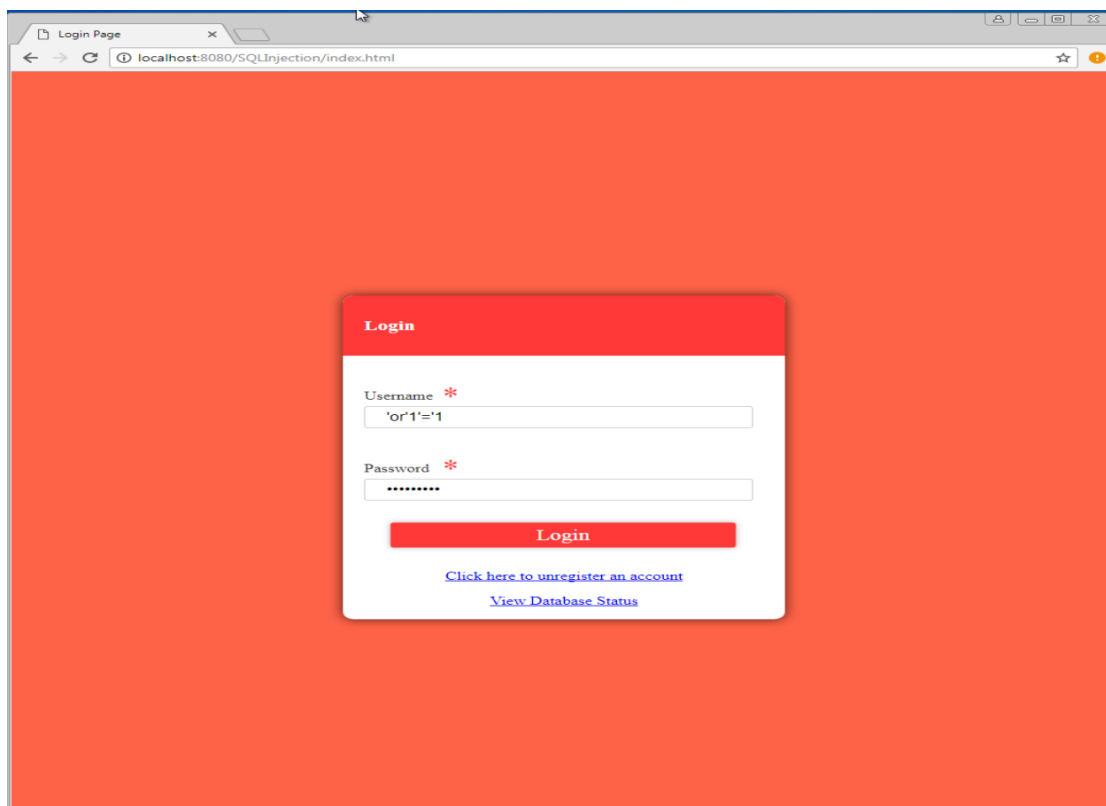 Login Page
localhost:8080/SQLInjection/index.html
Login
Username *
'or'1'='1
Password *
•••••••••
Login
Click here to unregister an account
View Database Status